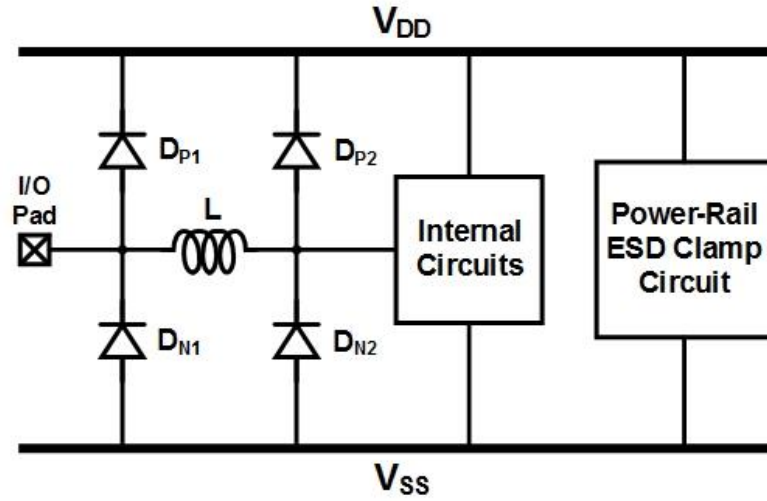 VDD
DP1
DP2
I/O
Pad
L
Internal
Circuits
Power-Rail
ESD Clamp
Circuit
DN1
DN2
VSS